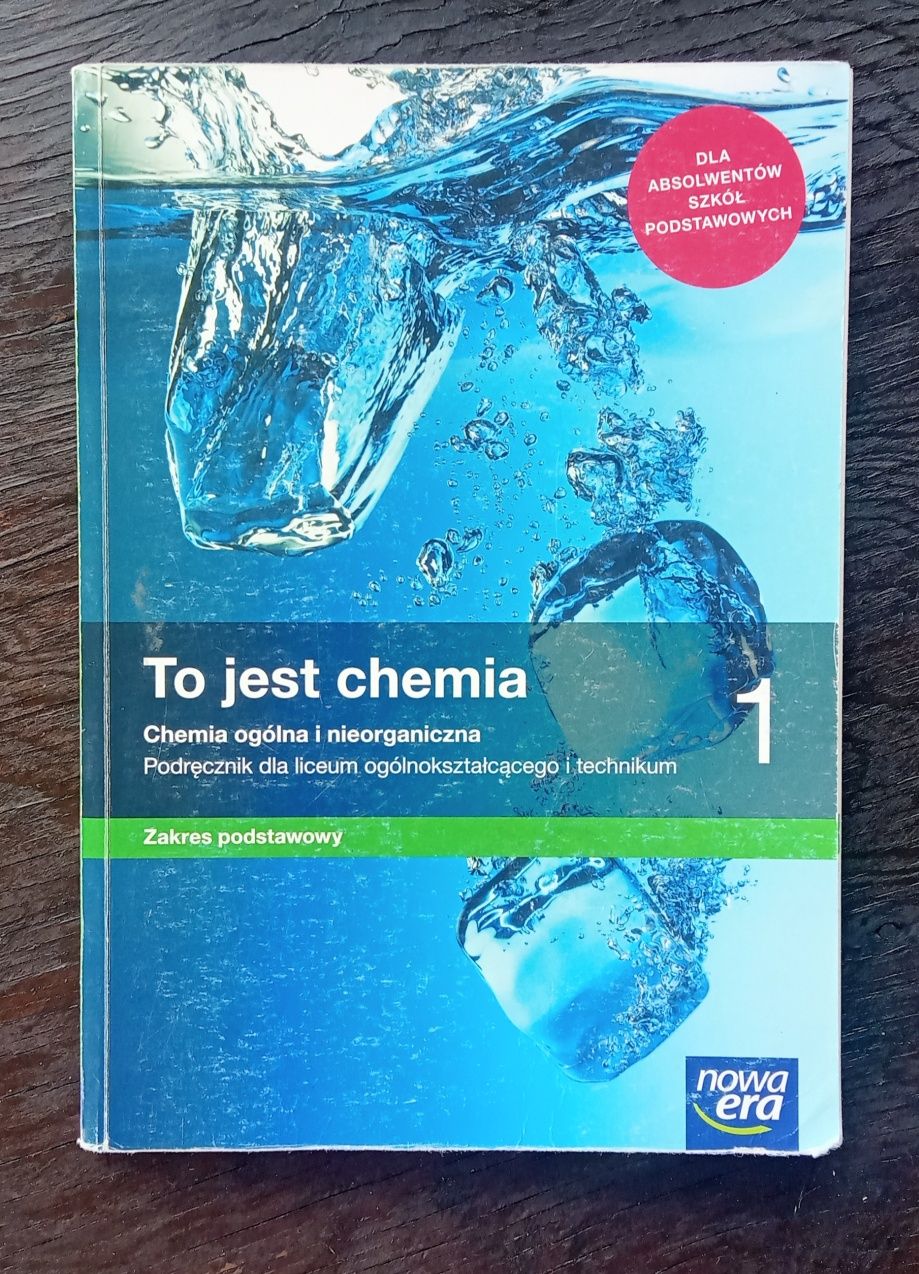 DLA
ABSOLWENTÓW
SZKÓŁ
PODSTAWOWYCH
To jest chemia
1
Chemia ogólna i nieorganiczna
Podręcznik dla liceum ogólnokształcącego i technikum
Zakres podstawowy
nowa
era